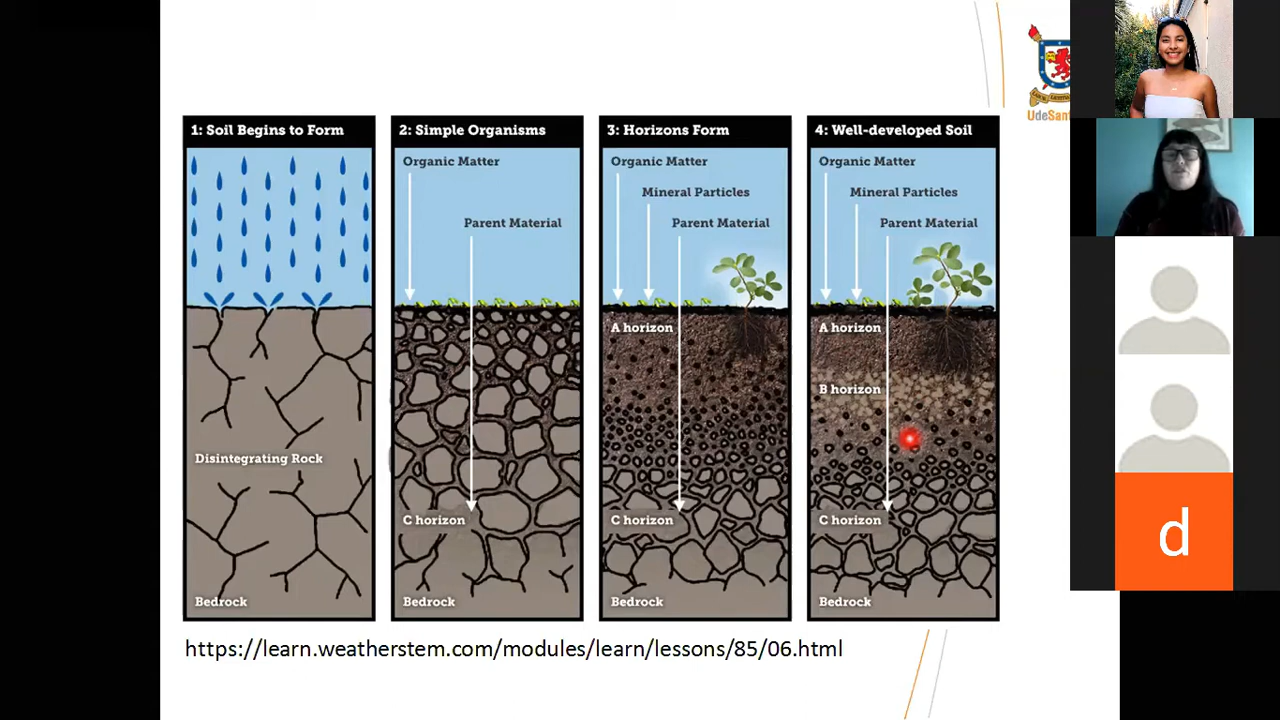 1: Soil Begins to Form
Disintegrating Rock
Bedrock
2: Simple Organisms
Organic Matter
Parent Material
C horizon
Bedrock
3: Horizons Form
Organic Matter
Mineral Particles
Parent Material
A horizon
C horizon
Bedrock
4: Well-developed Soil
Organic Matter
Mineral Particles
Parent Material
A horizon
B horizon
C horizon
Bedrock
https://learn.weatherstem.com/modules/learn/lessons/85/06.html
UdeSant
d